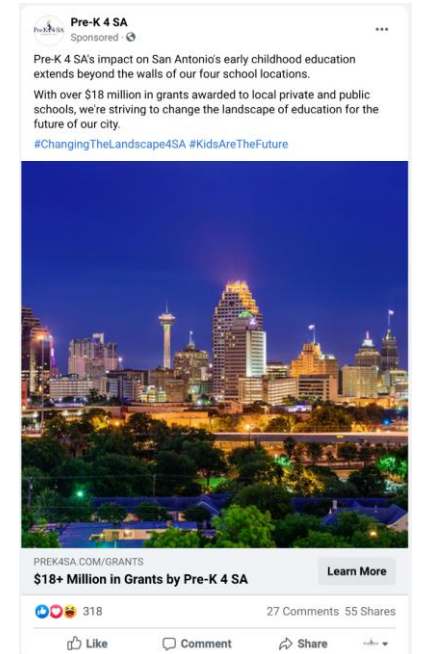 Pre-K 4 SA
Pre-K 4 SA
Sponsored ·
Pre-K 4 SA's impact on San Antonio's early childhood education
extends beyond the walls of our four school locations.
With over $18 million in grants awarded to local private and public
schools, we're striving to change the landscape of education for the
future of our city.
#ChangingTheLandscape4SA #KidsAreTheFuture
PREK4SA.COM/GRANTS
$18+ Million in Grants by Pre-K 4 SA
Learn More
318
27 Comments 55 Shares
Like
Comment
Share